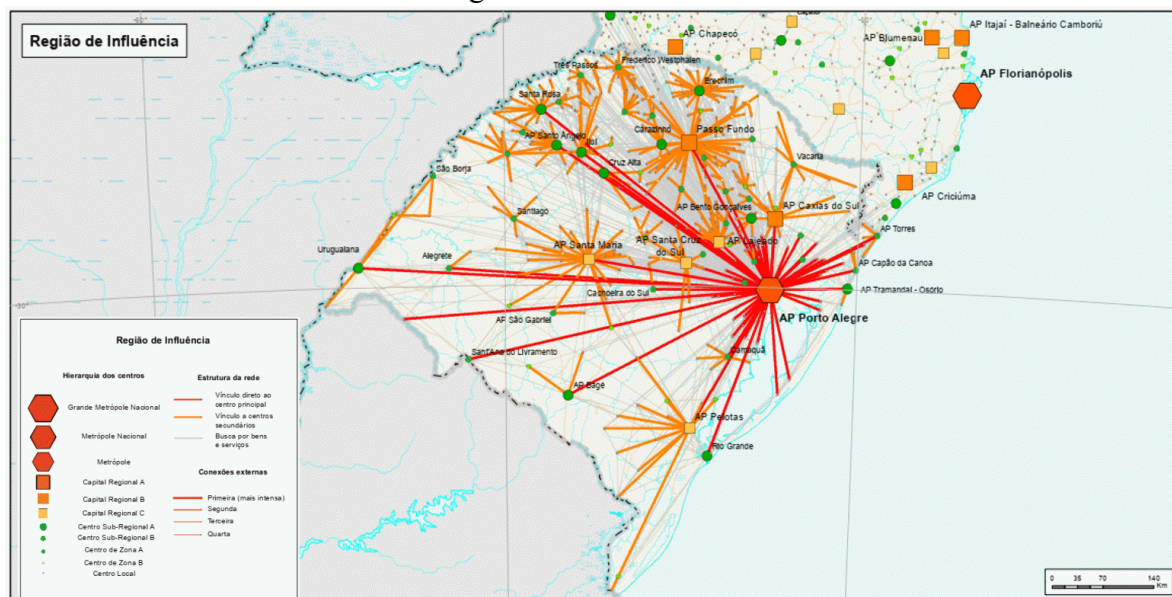 Região de Influência
AP Chapecó
AP Blumenau
AP Itajaí - Balneário Camboriú
AP Florianópolis
Três Passos
Frederico Westphalen
Santa Rosa
Erechim
AP Santo Ângelo
Ijuí
Carazinho
Passo Fundo
Cruz Alta
Vacaria
São Borja
AP Bento Gonçalves
AP Caxias do Sul
AP Criciúma
Santiago
AP Santa Maria
AP Santa Cruz
do Sul
AP Lajeado
AP Torres
Uruguaiana
Alegrete
AP Capão da Canoa
Cachoeira do Sul
AP Tramandaí - Osório
AP São Gabriel
AP Porto Alegre
Sant'Ana do Livramento
Camaquã
AP Bagé
AP Pelotas
Rio Grande
-30°
Região de Influência
Hierarquia dos centros
Grande Metrópole Nacional
Metrópole Nacional
Metrópole
Capital Regional A
Capital Regional B
Capital Regional C
Centro Sub-Regional A
Centro Sub-Regional B
Centro de Zona A
Centro de Zona B
Centro Local
Estrutura da rede
Vínculo direto ao
centro principal
Vínculo a centros
secundários
Busca por bens
e serviços
Conexões externas
Primeira (mais intensa)
Segunda
Terceira
Quarta
0 35 70 140
Km